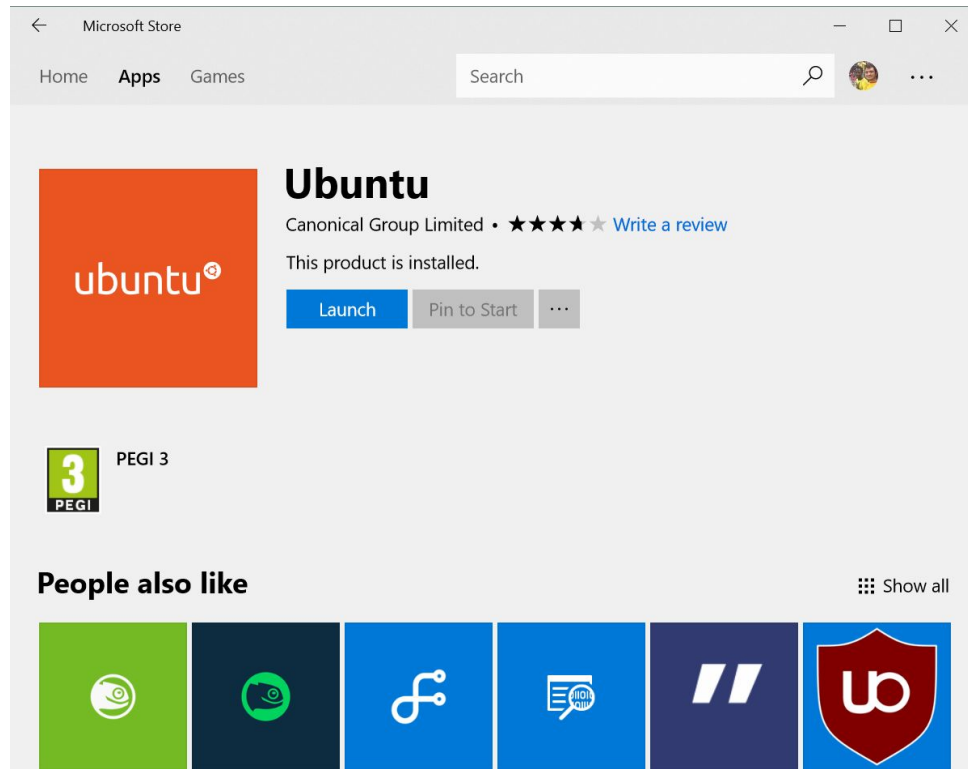 Microsoft Store
Home Apps Games Search
Ubuntu
Canonical Group Limited • Write a review
ubuntu
This product is installed.
Launch Pin to Start ...
3
PEGI
PEGI 3
People also like Show all
uo